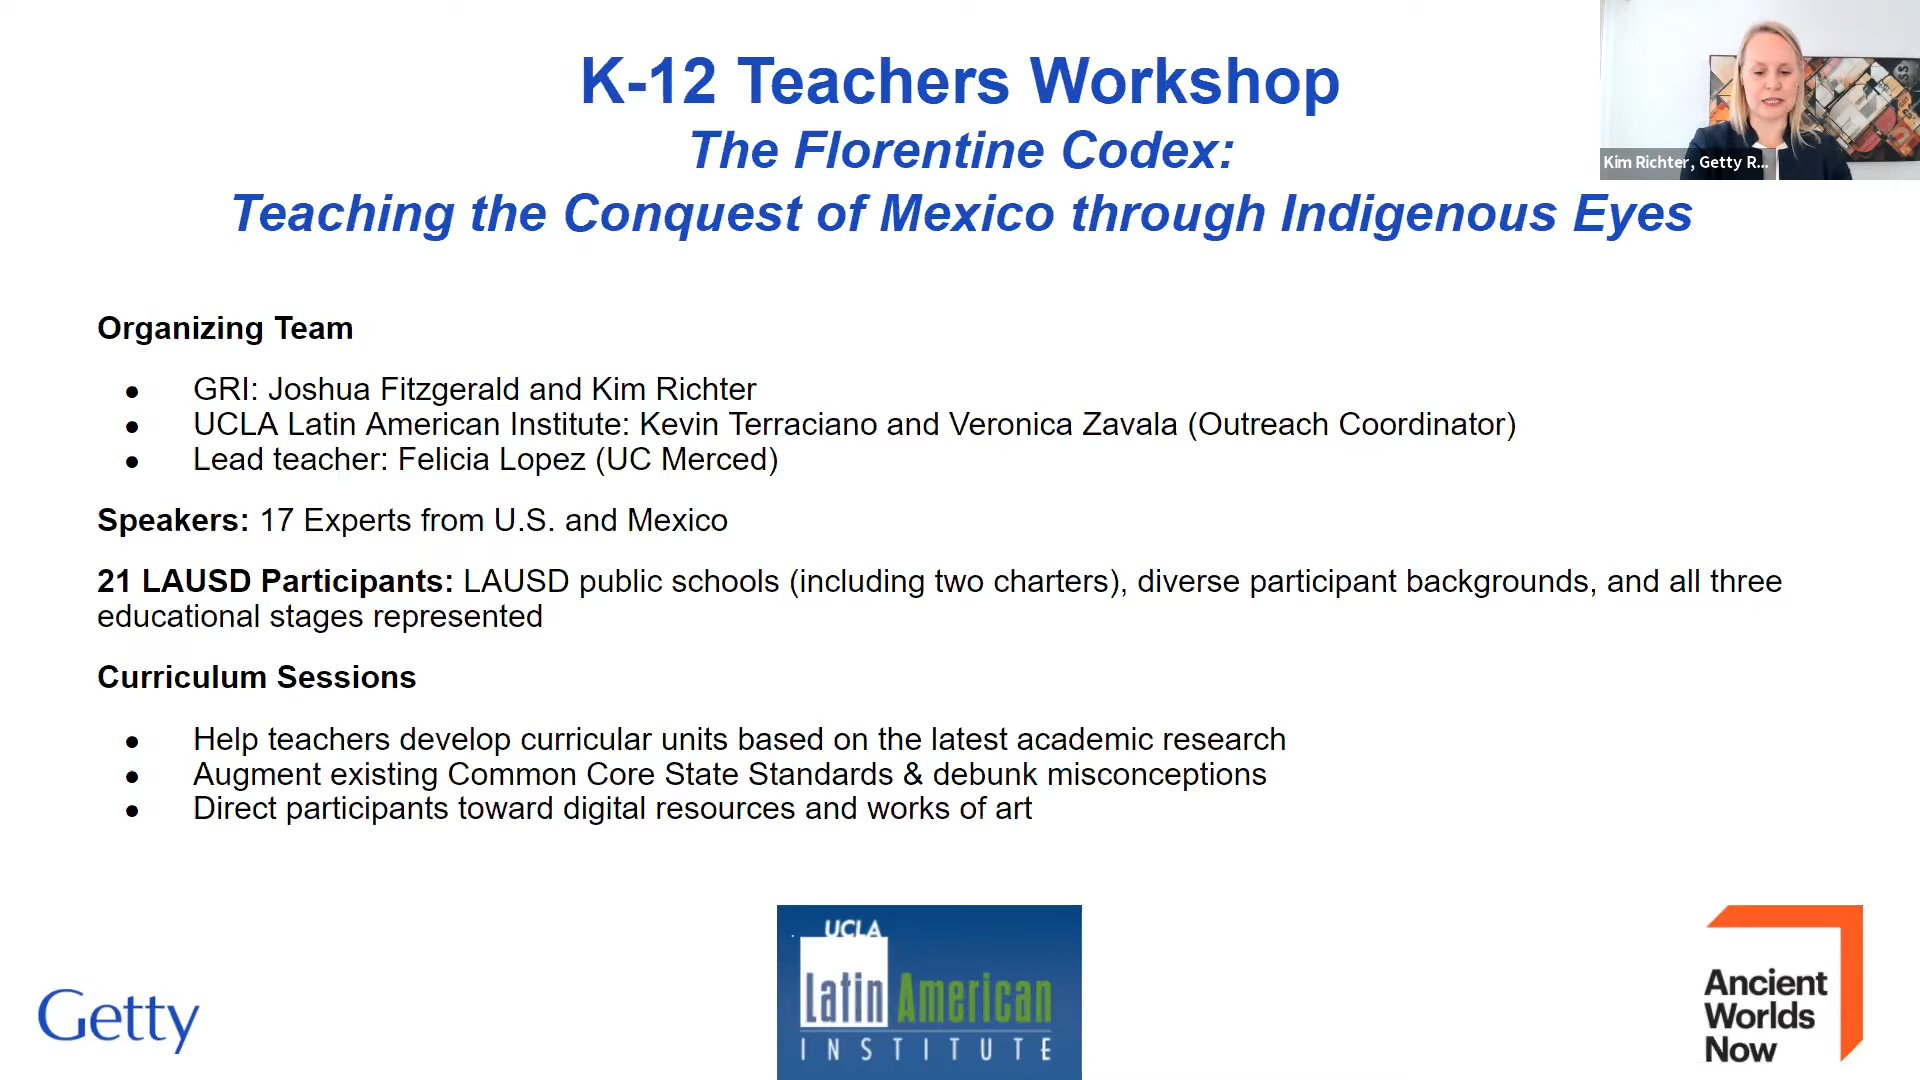 K-12 Teachers Workshop
The Florentine Codex:
Teaching the Conquest of Mexico through Indigenous Eyes
Kim Richter, Getty R...
Organizing Team
● GRI: Joshua Fitzgerald and Kim Richter
● UCLA Latin American Institute: Kevin Terraciano and Veronica Zavala (Outreach Coordinator)
● Lead teacher: Felicia Lopez (UC Merced)
Speakers: 17 Experts from U.S. and Mexico
21 LAUSD Participants: LAUSD public schools (including two charters), diverse participant backgrounds, and all three
educational stages represented
Curriculum Sessions
● Help teachers develop curricular units based on the latest academic research
● Augment existing Common Core State Standards & debunk misconceptions
● Direct participants toward digital resources and works of art
Getty
UCLA
Latin American
INSTITUTE
Ancient
Worlds
Now